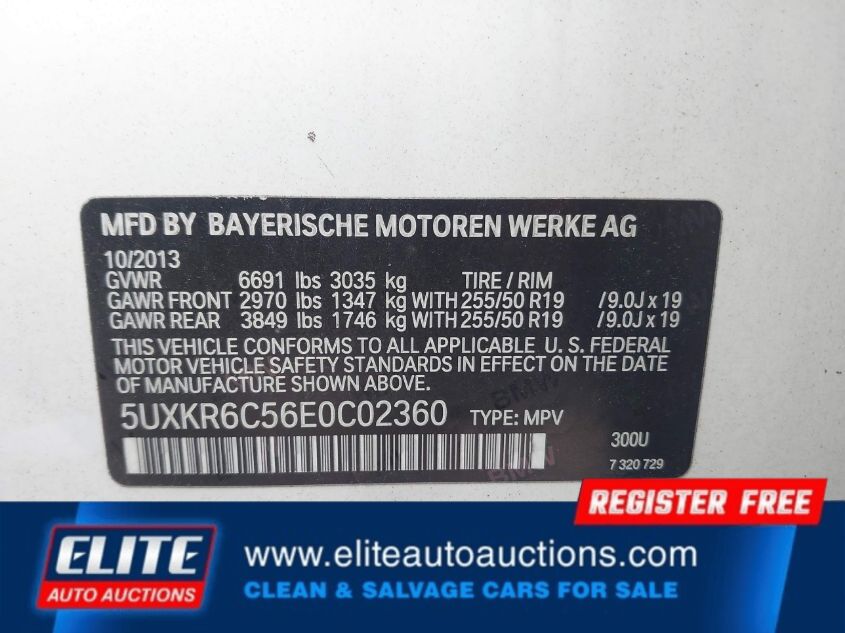 MFD BY BAYERISCHE MOTOREN WERKE AG
10/2013
GVWR 6691 lbs 3035 kg TIRE / RIM
GAWR FRONT 2970 lbs 1347 kg WITH 255/50 R19 /9.0J x 19
GAWR REAR 3849 lbs 1746 kg WITH 255/50 R19 /9.0J x 19
THIS VEHICLE CONFORMS TO ALL APPLICABLE U. S. FEDERAL
MOTOR VEHICLE SAFETY STANDARDS IN EFFECT ON THE DATE
OF MANUFACTURE SHOWN ABOVE.
BMW
5UXKR6C56E0C02360 TYPE: MPV
300U
BMW
7 320 729
REGISTER FREE
ELITE
AUTO AUCTIONS
www.eliteautoauctions.com
CLEAN & SALVAGE CARS FOR SALE